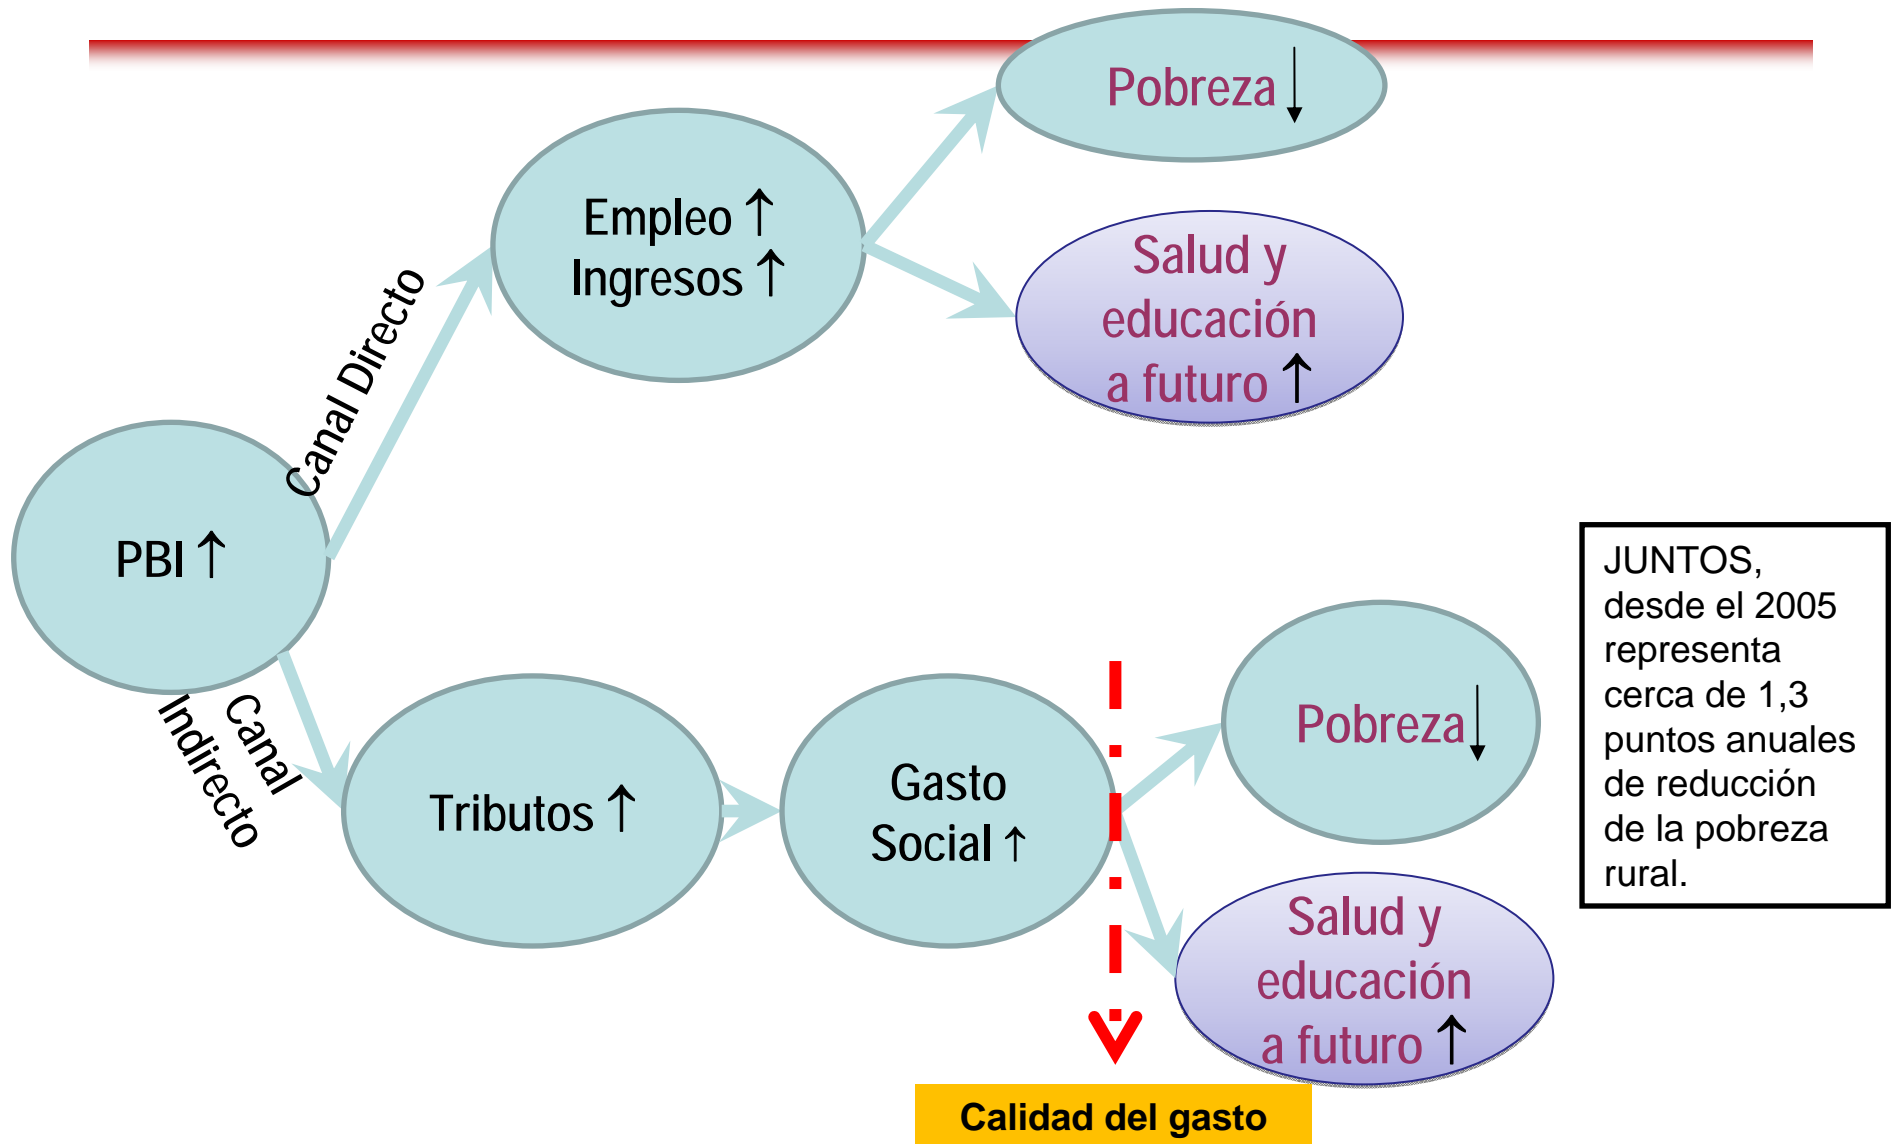 Pobreza ↓
Empleo ↑
Ingresos ↑
Salud y
educación
a futuro ↑
Canal Directo
PBI ↑
Canal
Indirecto
Tributos ↑
Gasto
Social ↑
Pobreza ↓
Salud y
educación
a futuro ↑
JUNTOS,
desde el 2005
representa
cerca de 1,3
puntos anuales
de reducción
de la pobreza
rural.
Calidad del gasto